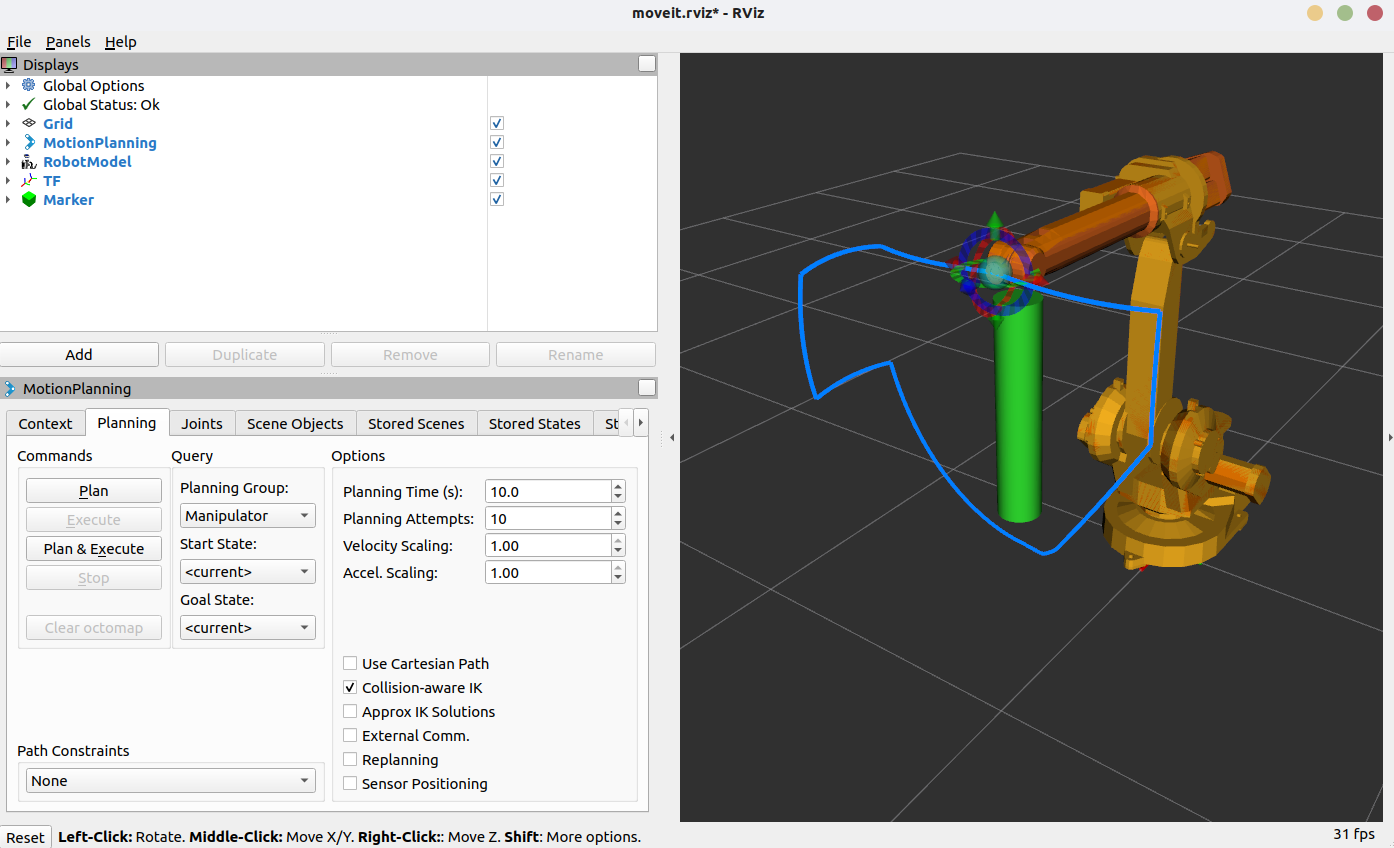 moveit.rviz* - RViz
File Panels Help
Displays
Global Options
Global Status: Ok
Grid
MotionPlanning
RobotModel
TF
Marker
Add Duplicate Remove Rename
MotionPlanning
Context Planning Joints Scene Objects Stored Scenes Stored States St
Commands Query Options
Plan
Execute
Plan & Execute
Stop
Clear octomap
Planning Group:
Manipulator
Start State:
<current>
Goal State:
<current>
Planning Time (s): 10.0
Planning Attempts: 10
Velocity Scaling: 1.00
Accel. Scaling: 1.00
Use Cartesian Path
Collision-aware IK
Approx IK Solutions
External Comm.
Replanning
Sensor Positioning
Path Constraints
None
Reset Left-Click: Rotate. Middle-Click: Move X/Y. Right-Click:: Move Z. Shift: More options. 31 fps